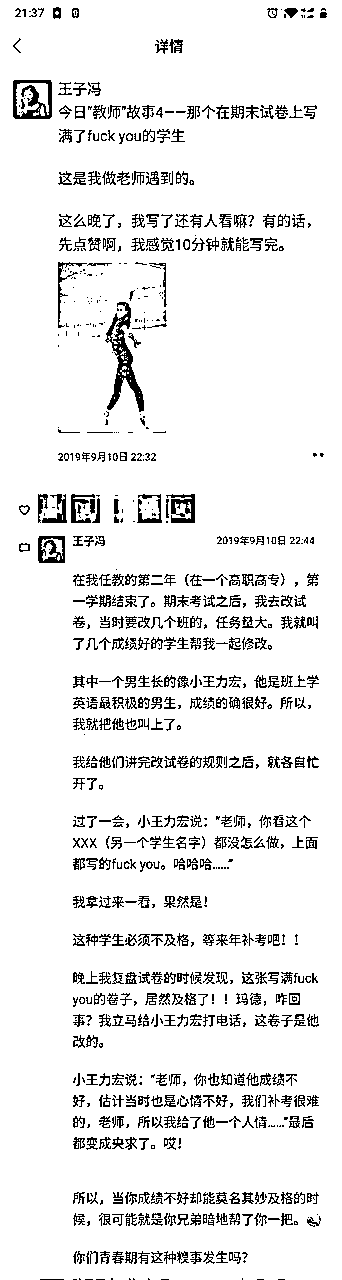 21:37
详情
王子冯
今日"教师"故事4——那个在期末试卷上写
满了fuck you的学生
这是我做老师遇到的。
这么晚了，我写了还有人看嘛？有的话，
先点赞啊，我感觉10分钟就能写完。
2019年9月10日 22:32
王子冯
2019年9月10日 22:44
在我任教的第二年（在一个高职高专），第
一学期结束了。期末考试之后，我去改试
卷，当时要改几个班的，任务量大。我就叫
了几个成绩好的学生帮我一起修改。
其中一个男生长的像小王力宏，他是班上学
英语最积极的男生，成绩的确很好。所以，
我就把他也叫上了。
我给他们讲完改试卷的规则之后，就各自忙
开了。
过了一会，小王力宏说："老师，你看这个
XXX（另一个学生名字）都没怎么做，上面
都写的fuck you。哈哈哈......"
我拿过来一看，果然是！
这种学生必须不及格，等来年补考吧！！
晚上我复盘试卷的时候发现，这张写满fuck
you的卷子，居然及格了！！玛德，咋回
事？我立马给小王力宏打电话，这卷子是他
改的。
小王力宏说："老师，你也知道他成绩不
好，估计当时也是心情不好，我们补考很难
的，老师，所以我给了他一个人情......"最后
都变成央求了。哎！
所以，当你成绩不好却能莫名其妙及格的时
候，很可能就是你兄弟暗地帮了你一把。
你们青春期有这种糗事发生吗？